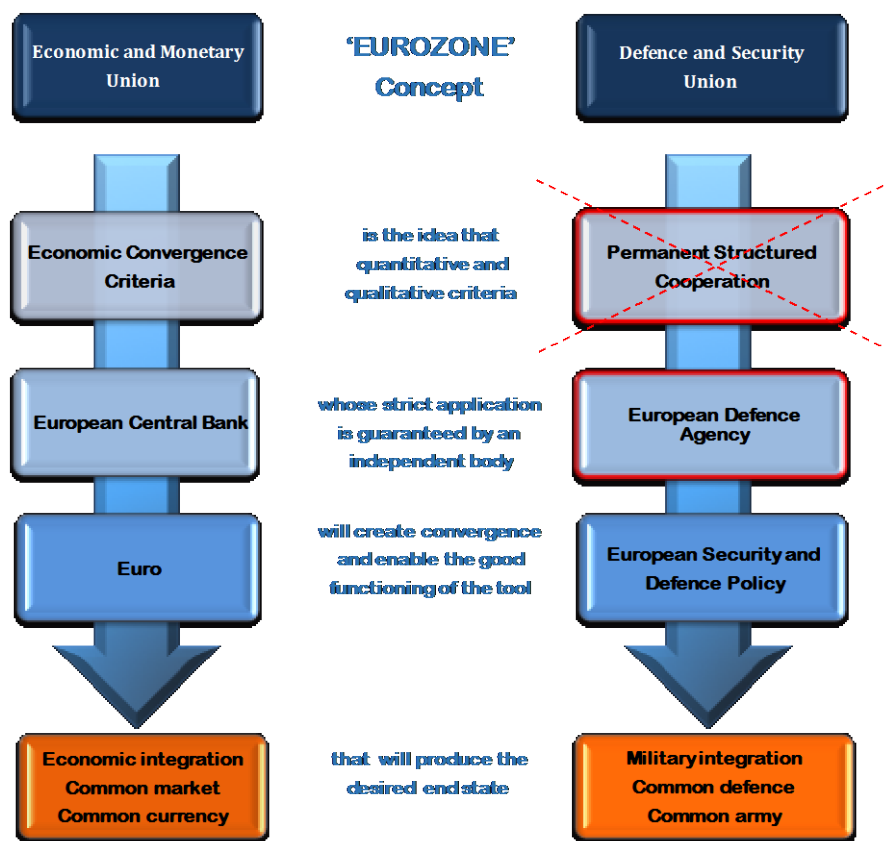 Economic and Monetary
Union
'EUROZONE'
Concept
Defence and Security
Union
Economic Convergence
Criteria
is the idea that
quantitative and
qualitative criteria
Permanent Structured
Cooperation
European Central Bank
whose strict application
is guaranteed by an
independent body
European Defence
Agency
Euro
will create convergence
and enable the good
functioning of the tool
European Security and
Defence Policy
Economic integration
Common market
Common currency
that will produce the
desired end state
Military integration
Common defence
Common army